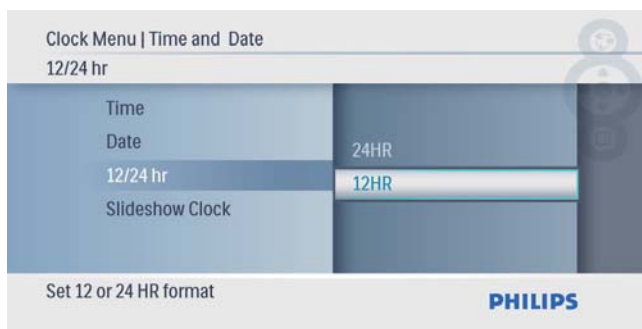 Clock Menu | Time and Date
12/24 hr
Time
Date
12/24 hr
Slideshow Clock
24HR
12HR
Set 12 or 24 HR format
PHILIPS